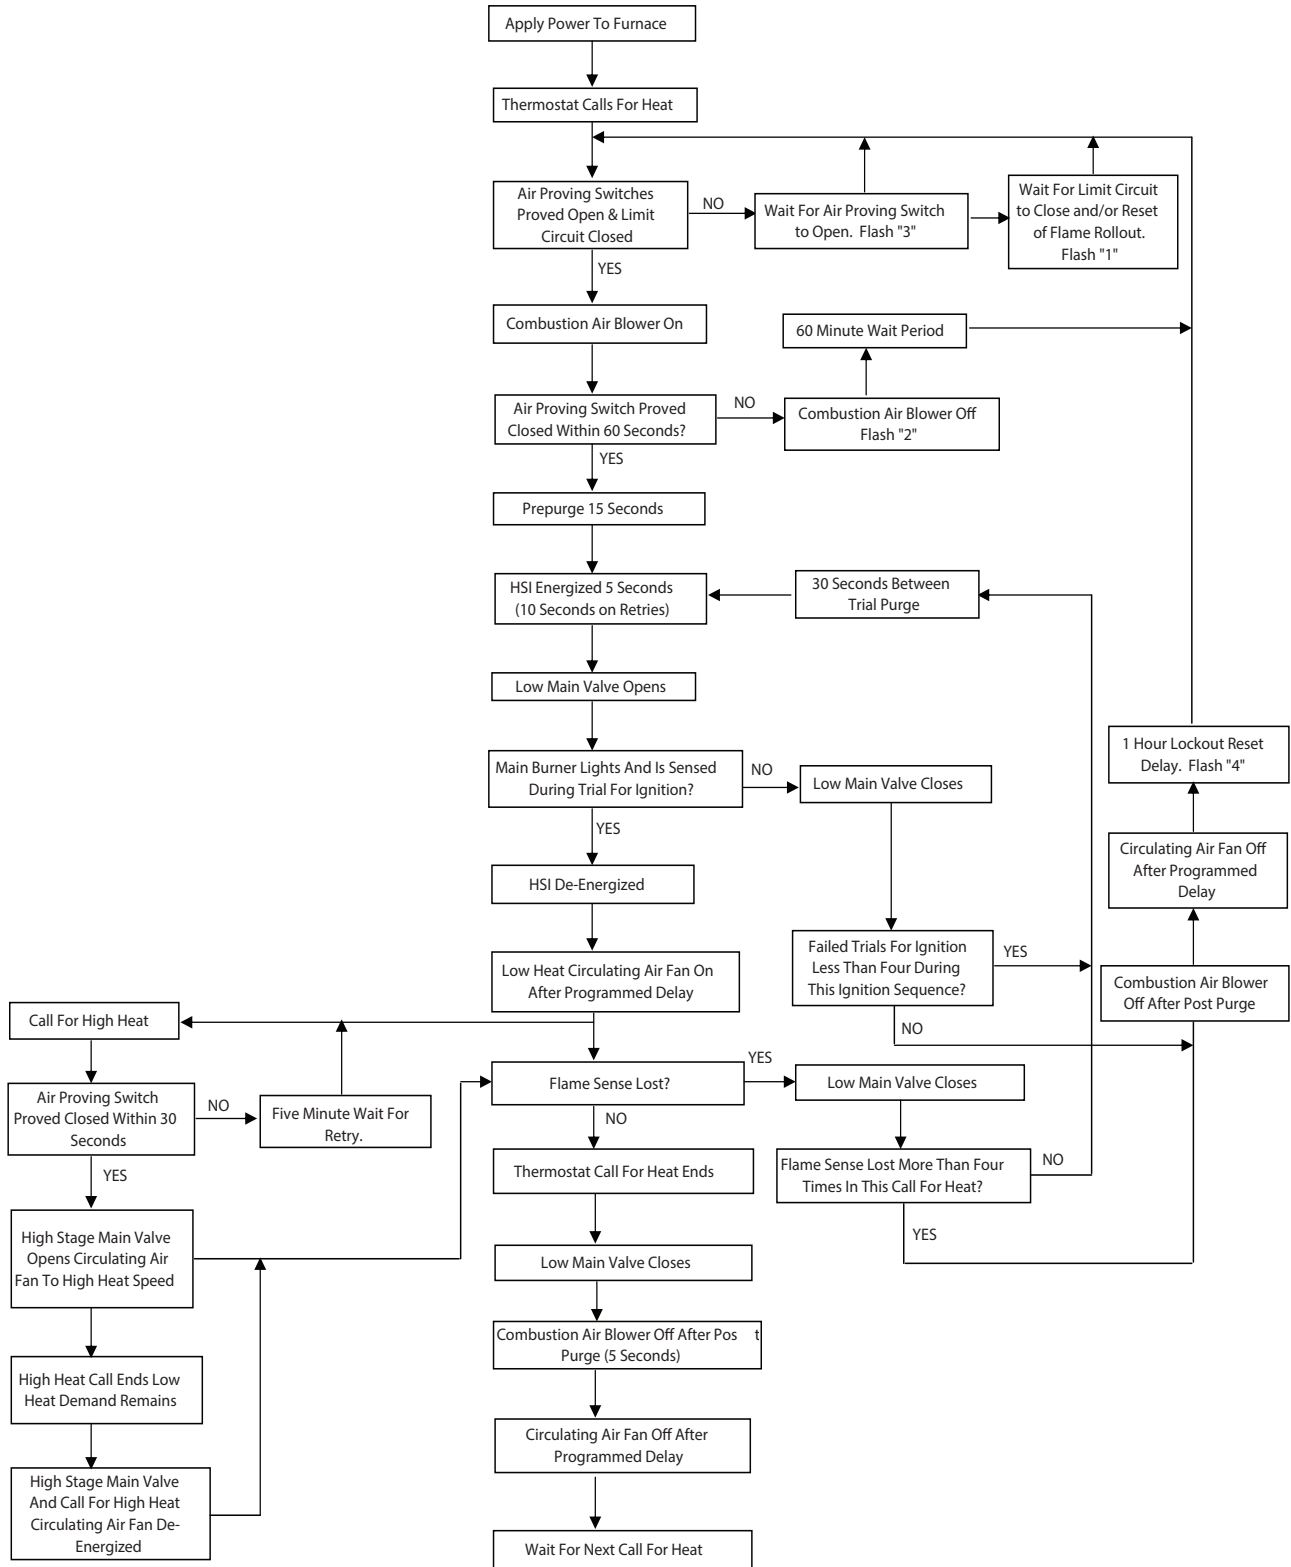 Apply Power To Furnace
Thermostat Calls For Heat
Air Proving Switches
Proved Open & Limit
Circuit Closed
NO
Wait For Air Proving Switch
to Open. Flash "3"
Wait For Limit Circuit
to Close and/or Reset
of Flame Rollout.
Flash "1"
YES
Combustion Air Blower On
60 Minute Wait Period
Air Proving Switch Proved
Closed Within 60 Seconds?
NO
Combustion Air Blower Off
Flash "2"
YES
Prepurge 15 Seconds
HSI Energized 5 Seconds
(10 Seconds on Retries)
30 Seconds Between
Trial Purge
Low Main Valve Opens
Main Burner Lights And Is Sensed
During Trial For Ignition?
NO
Low Main Valve Closes
1 Hour Lockout Reset
Delay. Flash "4"
YES
HSI De-Energized
Circulating Air Fan Off
After Programmed
Delay
Low Heat Circulating Air Fan On
After Programmed Delay
Failed Trials For Ignition
Less Than Four During
This Ignition Sequence?
YES
NO
Combustion Air Blower
Off After Post Purge
Call For High Heat
Air Proving Switch
Proved Closed Within 30
Seconds
NO
Five Minute Wait For
Retry.
YES
Flame Sense Lost?
YES
Low Main Valve Closes
NO
Thermostat Call For Heat Ends
Flame Sense Lost More Than Four
Times In This Call For Heat?
NO
YES
High Stage Main Valve
Opens Circulating Air
Fan To High Heat Speed
Low Main Valve Closes
Combustion Air Blower Off After Pos t
Purge (5 Seconds)
High Heat Call Ends Low
Heat Demand Remains
Circulating Air Fan Off After
Programmed Delay
High Stage Main Valve
And Call For High Heat
Circulating Air Fan De-
Energized
Wait For Next Call For Heat